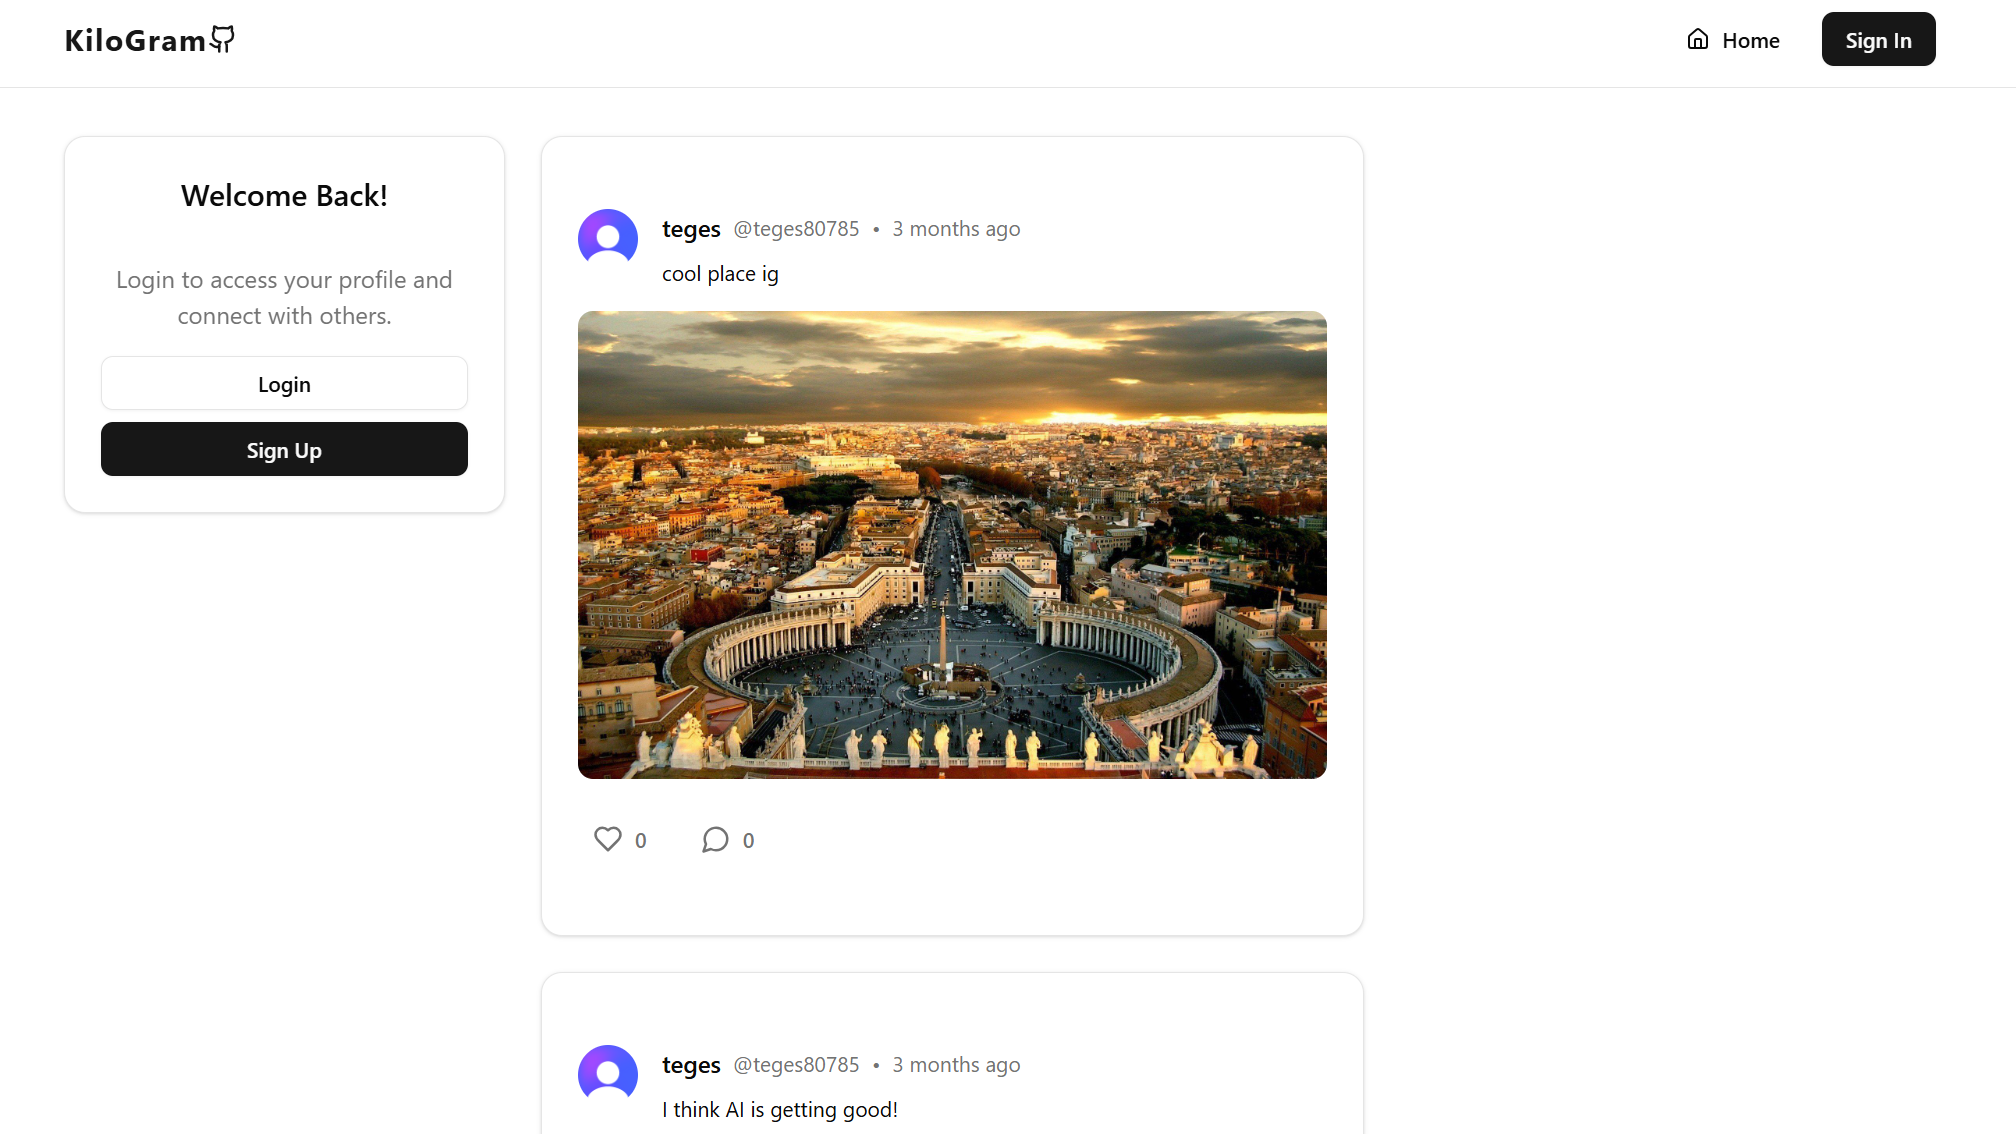 KiloGram
Home
Sign In
Welcome Back!
Login to access your profile and
connect with others.
Login
Sign Up
teges @teges80785 • 3 months ago
cool place ig
0 0
teges @teges80785 • 3 months ago
I think AI is getting good!